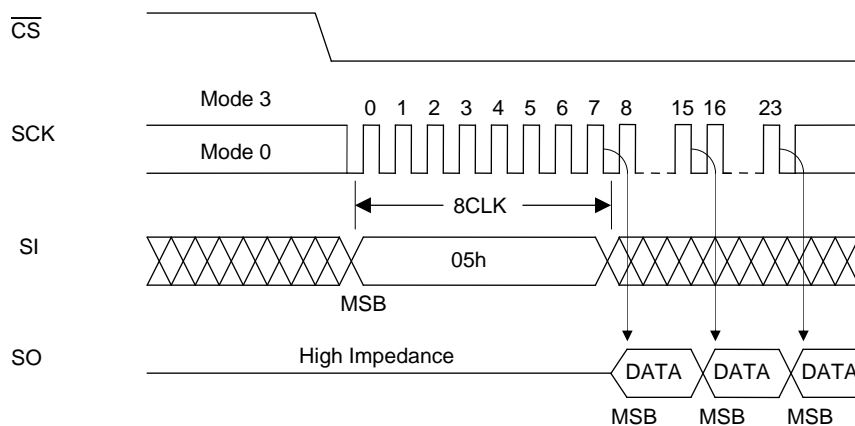 CS
Mode 3
0 1 2 3 4 5 6 7 8 15 16 23
SCK
Mode 0
8CLK
SI
05h
MSB
High Impedance
SO
DATA DATA DATA
MSB MSB MSB